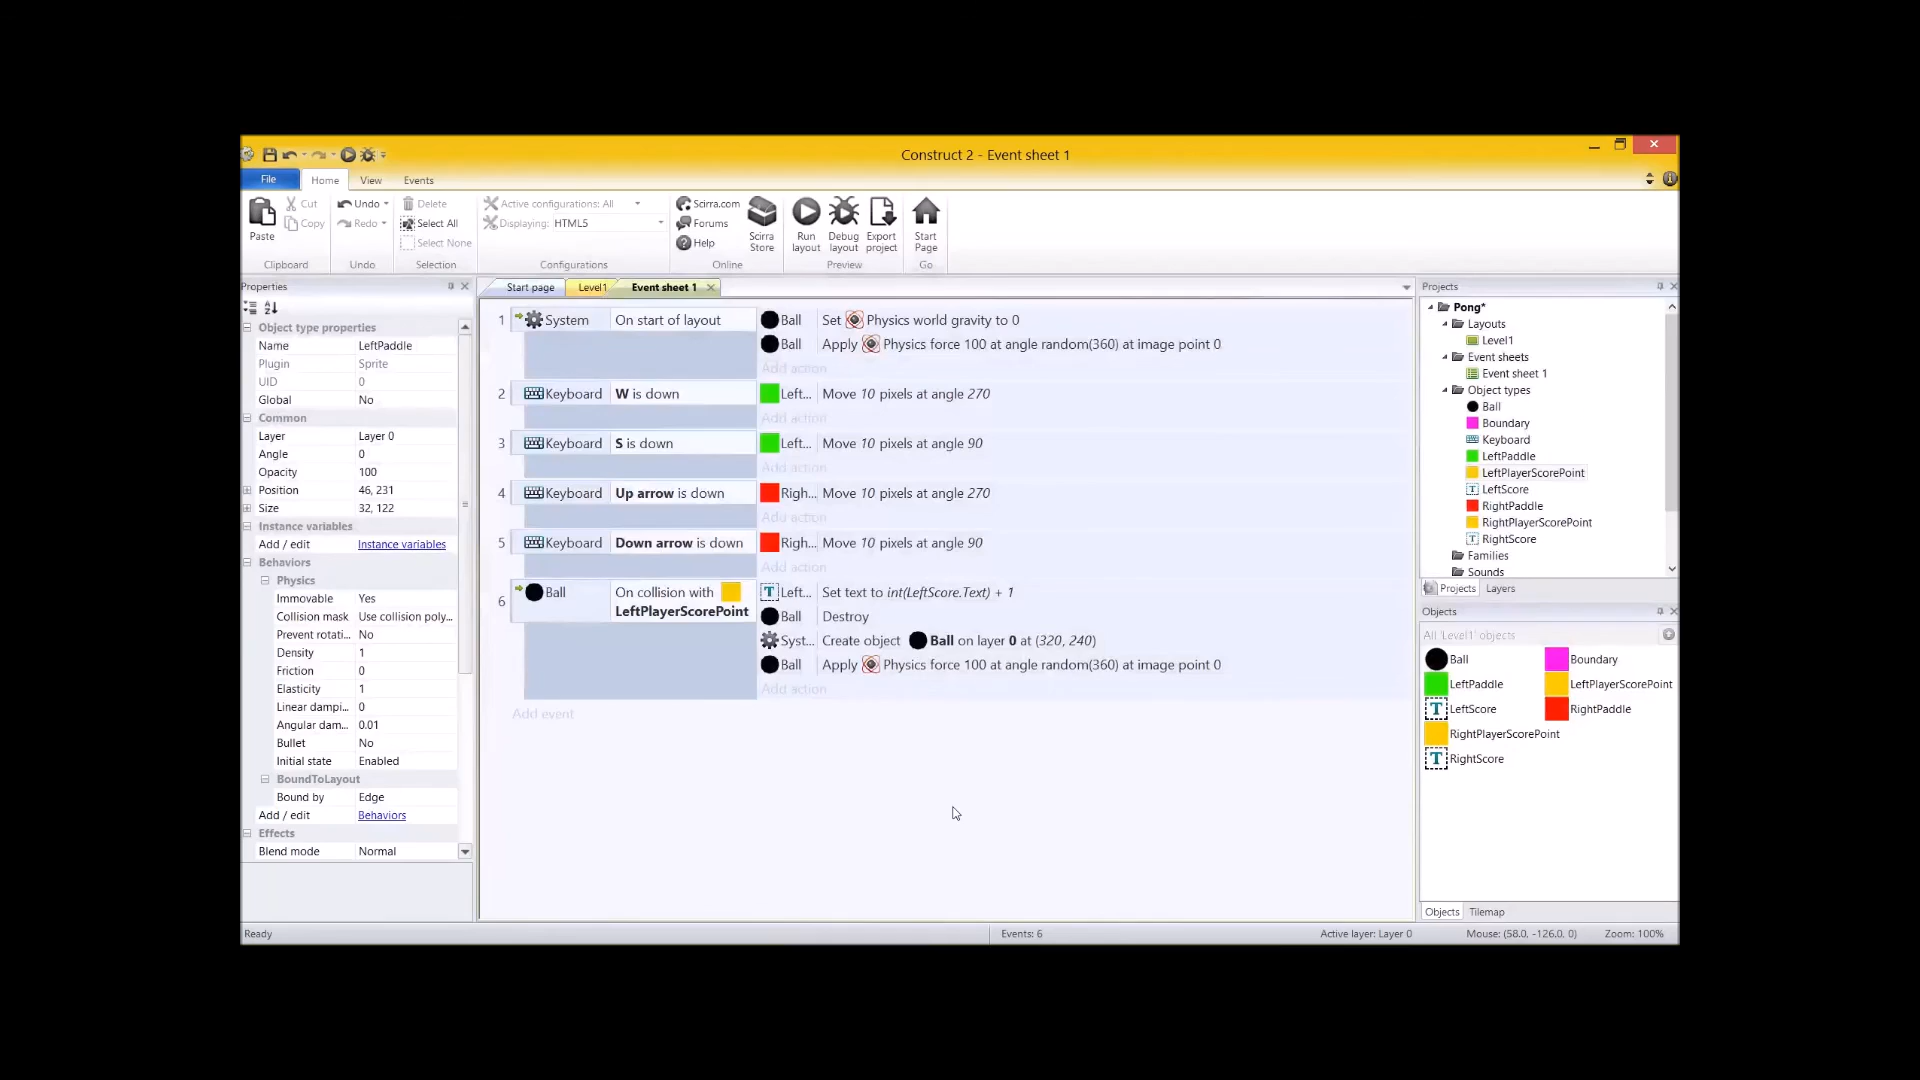 Construct 2 - Event sheet 1
File Home View Events
Paste Cut Copy Undo Redo Delete Select All Select None
Active configurations: All
Displaying: HTML5
Scirra.com Forums Help
Scirra Store
Run layout
Debug layout
Export project
Start Page
Clipboard Undo Selection Configurations Online Preview Go
Properties
Object type properties
Name LeftPaddle
Plugin Sprite
UID 0
Global No
Common
Layer Layer 0
Angle 0
Opacity 100
Position 46, 231
Size 32, 122
Instance variables
Add / edit Instance variables
Behaviors
Physics
Immovable Yes
Collision mask Use collision poly...
Prevent rotati... No
Density 1
Friction 0
Elasticity 1
Linear dampi... 0
Angular dam... 0.01
Bullet No
Initial state Enabled
BoundToLayout
Bound by Edge
Add / edit Behaviors
Effects
Blend mode Normal
Start page Level1 Event sheet 1
1 System On start of layout Ball Set Physics world gravity to 0
Ball Apply Physics force 100 at angle random(360) at image point 0
Add action
2 Keyboard W is down Left... Move 10 pixels at angle 270
Add action
3 Keyboard S is down Left... Move 10 pixels at angle 90
Add action
4 Keyboard Up arrow is down Righ... Move 10 pixels at angle 270
Add action
5 Keyboard Down arrow is down Righ... Move 10 pixels at angle 90
Add action
6 Ball On collision with LeftPlayerScorePoint T Left... Set text to int(LeftScore.Text) + 1
Ball Destroy
Syst... Create object Ball on layer 0 at (320, 240)
Ball Apply Physics force 100 at angle random(360) at image point 0
Add action
Add event
Projects
Pong*
Layouts
Level1
Event sheets
Event sheet 1
Object types
Ball
Boundary
Keyboard
LeftPaddle
LeftPlayerScorePoint
T LeftScore
RightPaddle
RightPlayerScorePoint
T RightScore
Families
Sounds
Projects Layers
Objects
All 'Level1' objects
Ball Boundary
LeftPaddle LeftPlayerScorePoint
T LeftScore RightPaddle
RightPlayerScorePoint
T RightScore
Objects Tilemap
Ready Events: 6 Active layer: Layer 0 Mouse: (58.0, -126.0, 0) Zoom: 100%